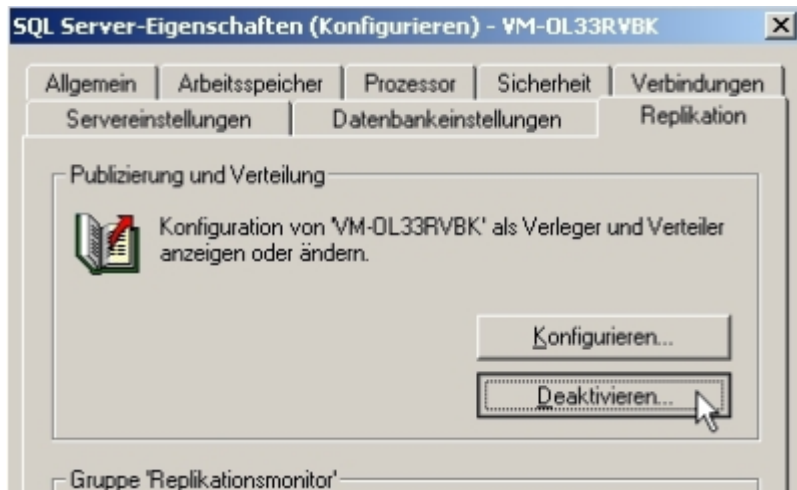 SQL Server-Eigenschaften (Konfigurieren) - VM-OL33RVBK
Allgemein Arbeitsspeicher Prozessor Sicherheit Verbindungen
Servereinstellungen Datenbankeinstellungen Replikation
Publizierung und Verteilung
Konfiguration von 'VM-OL33RVBK' als Verleger und Verteiler
anzeigen oder ändern.
Konfigurieren...
Deaktivieren...
Gruppe 'Replikationsmonitor'